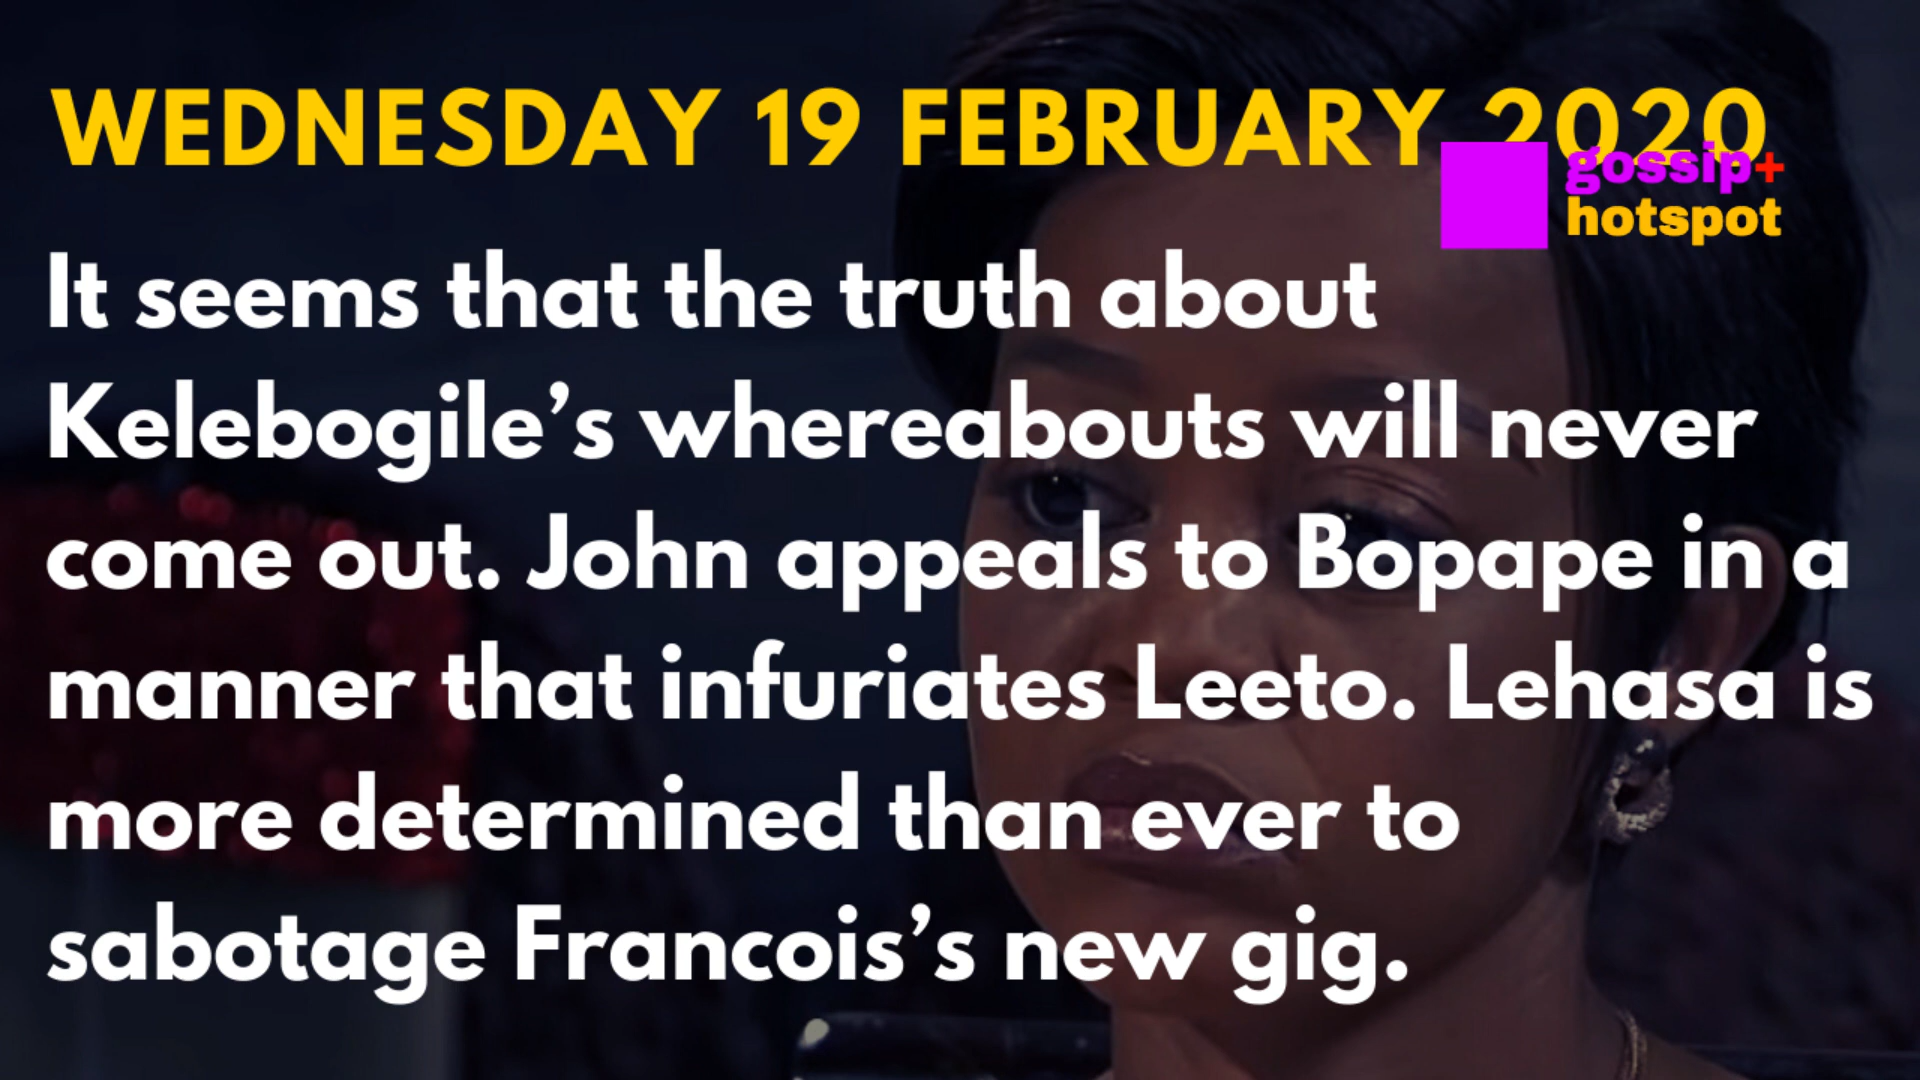 WEDNESDAY 19 FEBRUARY 2020
gossip+
hotspot
It seems that the truth about
Kelebogile’s whereabouts will never
come out. John appeals to Bopape in a
manner that infuriates Leeto. Lehasa is
more determined than ever to
sabotage Francois’s new gig.